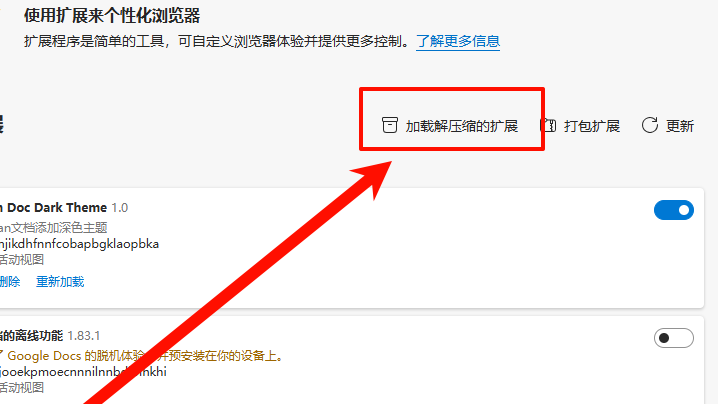 使用扩展来个性化浏览器
扩展程序是简单的工具，可自定义浏览器体验并提供更多控制。了解更多信息
加载解压缩的扩展 打包扩展 更新
Doc Dark Theme 1.0
an文档添加深色主题
njikdhfnnfcobapbgklaopbka
活动视图
删除 重新加载
的离线功能 1.83.1
了 Google Docs 的脱机体验 并预安装在你的设备上。
活动视图